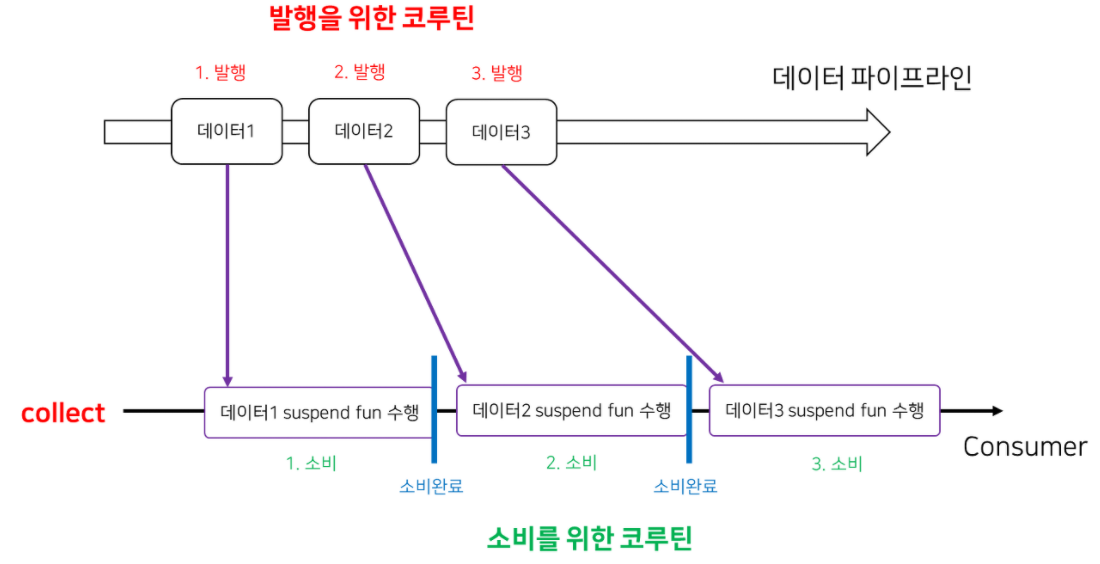 발행을 위한 코루틴
1. 발행
2. 발행
3. 발행
데이터 파이프라인
데이터1
데이터2
데이터3
collect
데이터1 suspend fun 수행
데이터2 suspend fun 수행
데이터3 suspend fun 수행
Consumer
1. 소비
2. 소비
3. 소비
소비완료
소비완료
소비를 위한 코루틴